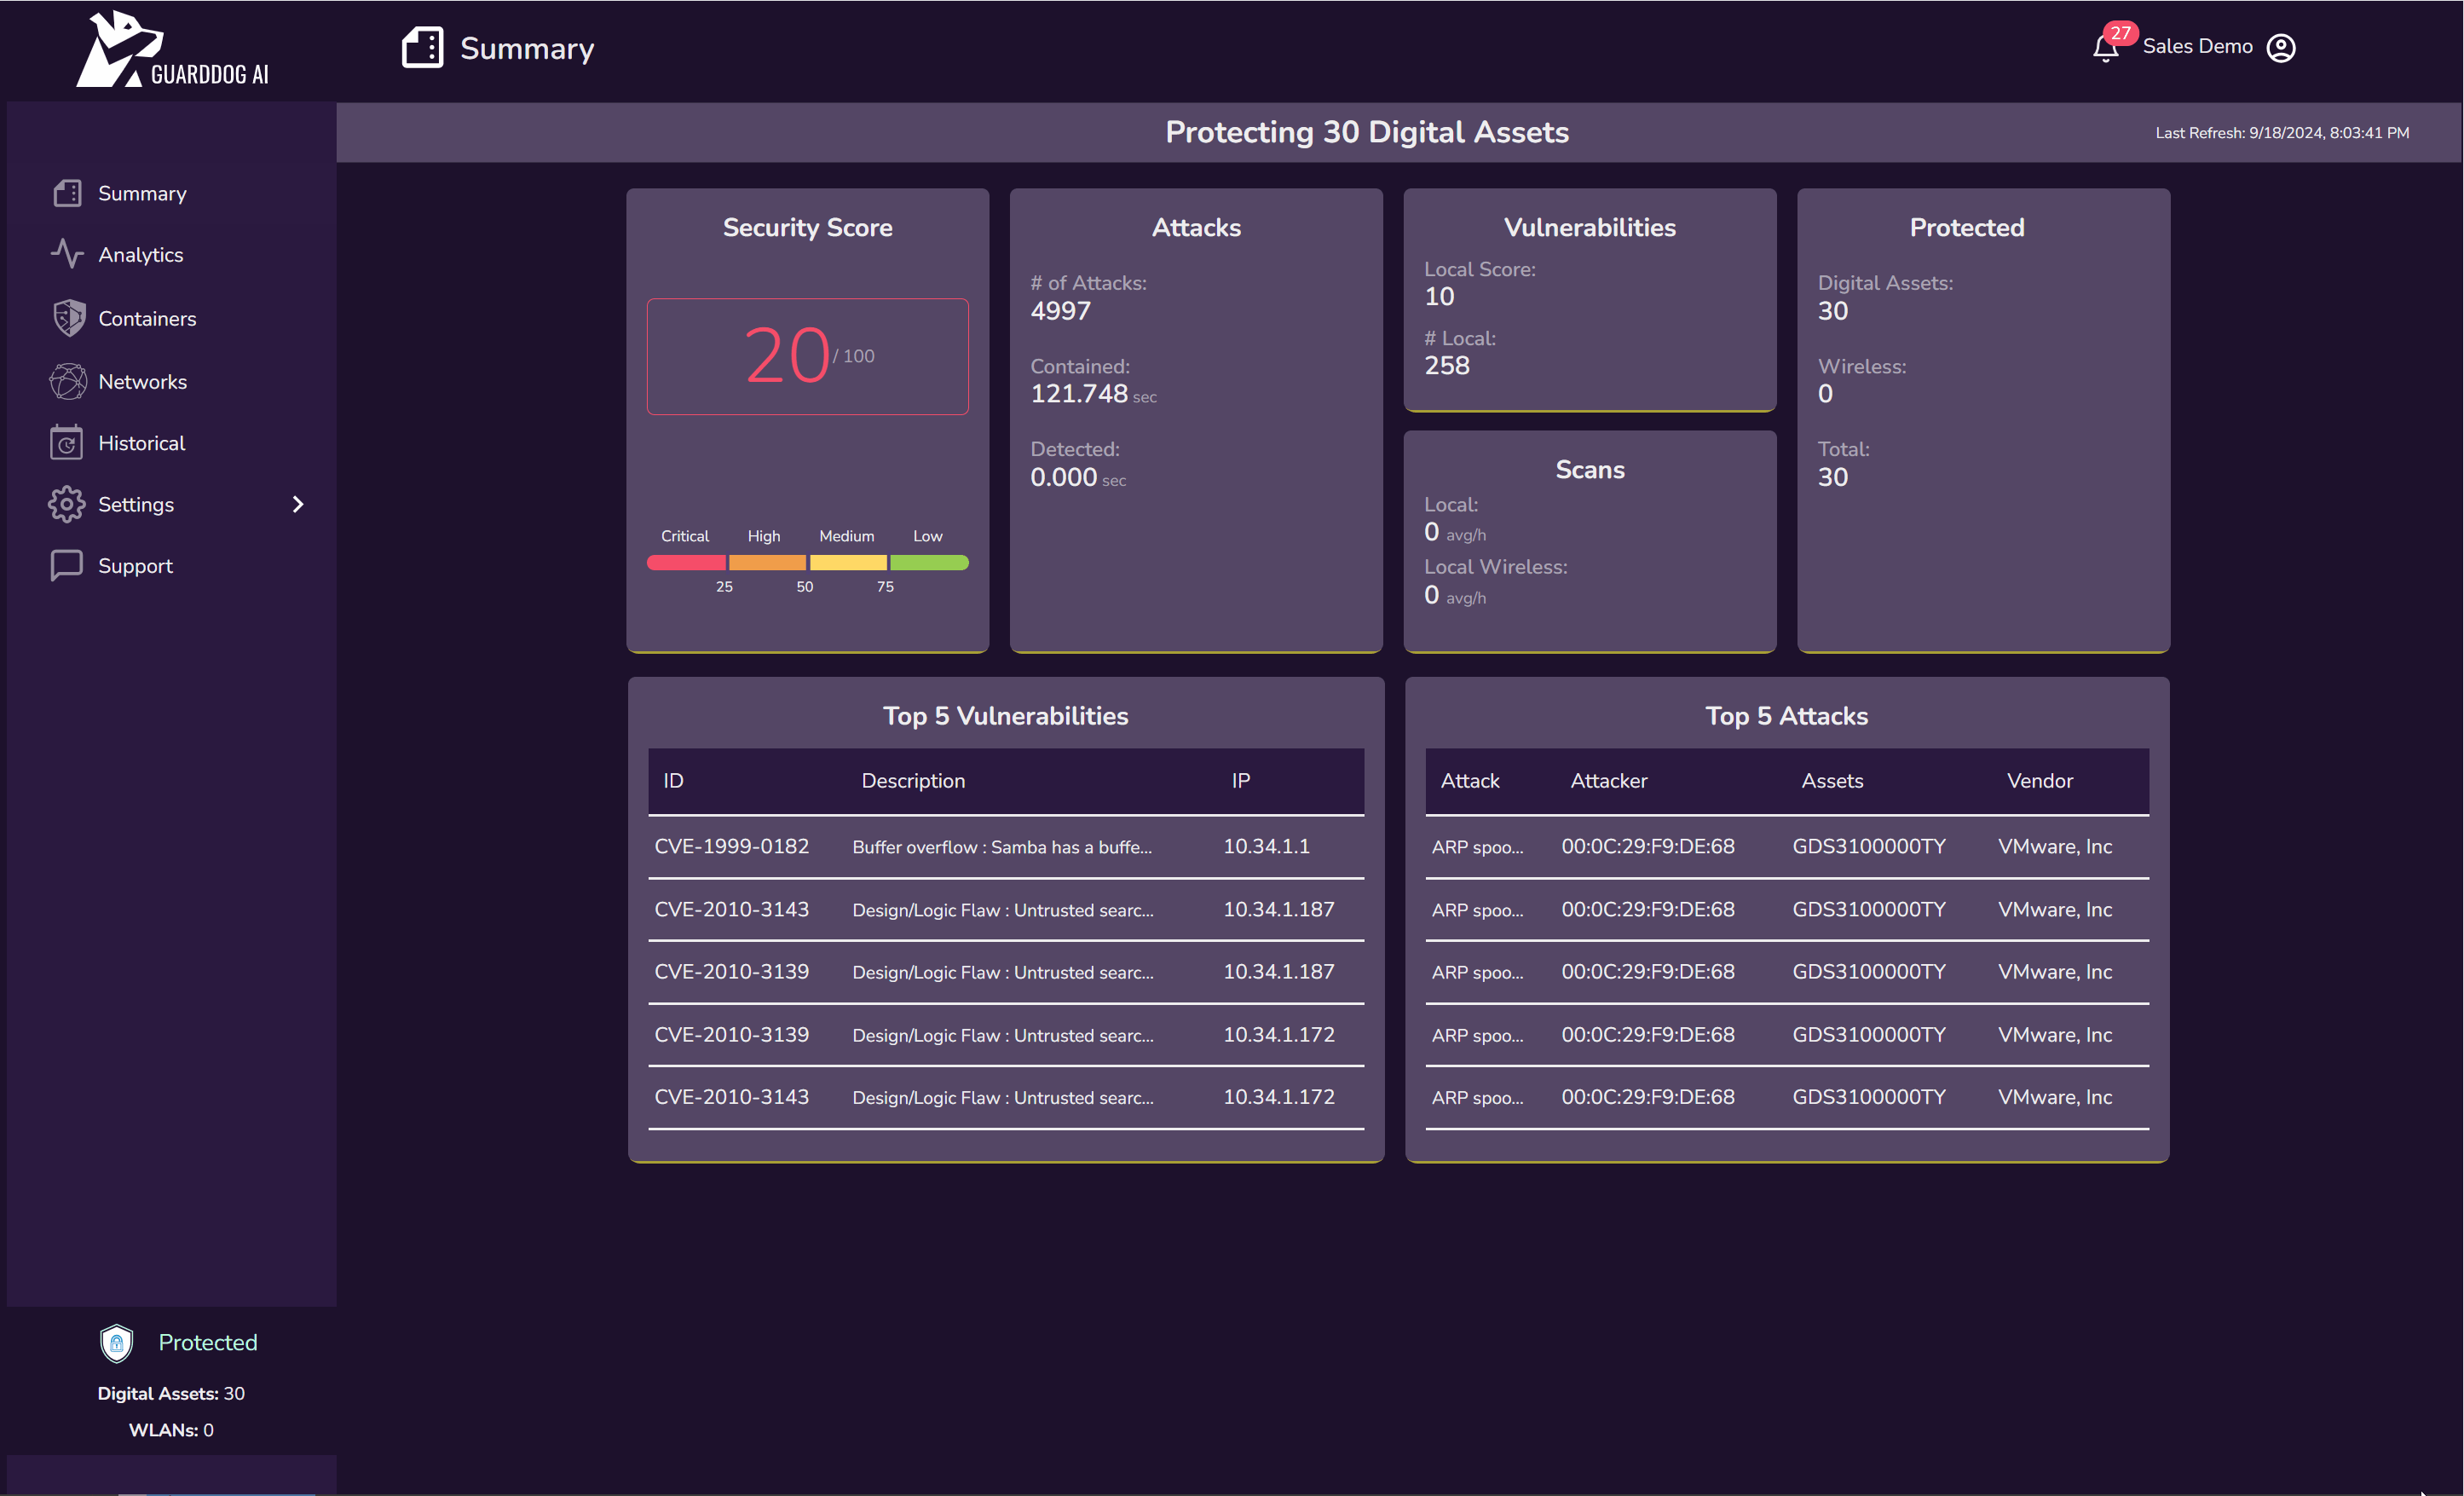 GUARDDOG AI
Summary
27
Sales Demo
Protecting 30 Digital Assets
Last Refresh: 9/18/2024, 8:03:41 PM
Summary
Analytics
Containers
Networks
Historical
Settings
Support
Security Score
20 / 100
Critical High Medium Low
25 50 75
Attacks
# of Attacks:
4997
Contained:
121.748 sec
Detected:
0.000 sec
Vulnerabilities
Local Score:
10
# Local:
258
Scans
Local:
0 avg/h
Local Wireless:
0 avg/h
Protected
Digital Assets:
30
Wireless:
0
Total:
30
Top 5 Vulnerabilities
ID Description IP
CVE-1999-0182 Buffer overflow : Samba has a buffe... 10.34.1.1
CVE-2010-3143 Design/Logic Flaw : Untrusted searc... 10.34.1.187
CVE-2010-3139 Design/Logic Flaw : Untrusted searc... 10.34.1.187
CVE-2010-3139 Design/Logic Flaw : Untrusted searc... 10.34.1.172
CVE-2010-3143 Design/Logic Flaw : Untrusted searc... 10.34.1.172
Top 5 Attacks
Attack Attacker Assets Vendor
ARP spoo... 00:0C:29:F9:DE:68 GDS3100000TY VMware, Inc
ARP spoo... 00:0C:29:F9:DE:68 GDS3100000TY VMware, Inc
ARP spoo... 00:0C:29:F9:DE:68 GDS3100000TY VMware, Inc
ARP spoo... 00:0C:29:F9:DE:68 GDS3100000TY VMware, Inc
ARP spoo... 00:0C:29:F9:DE:68 GDS3100000TY VMware, Inc
Protected
Digital Assets: 30
WLANs: 0